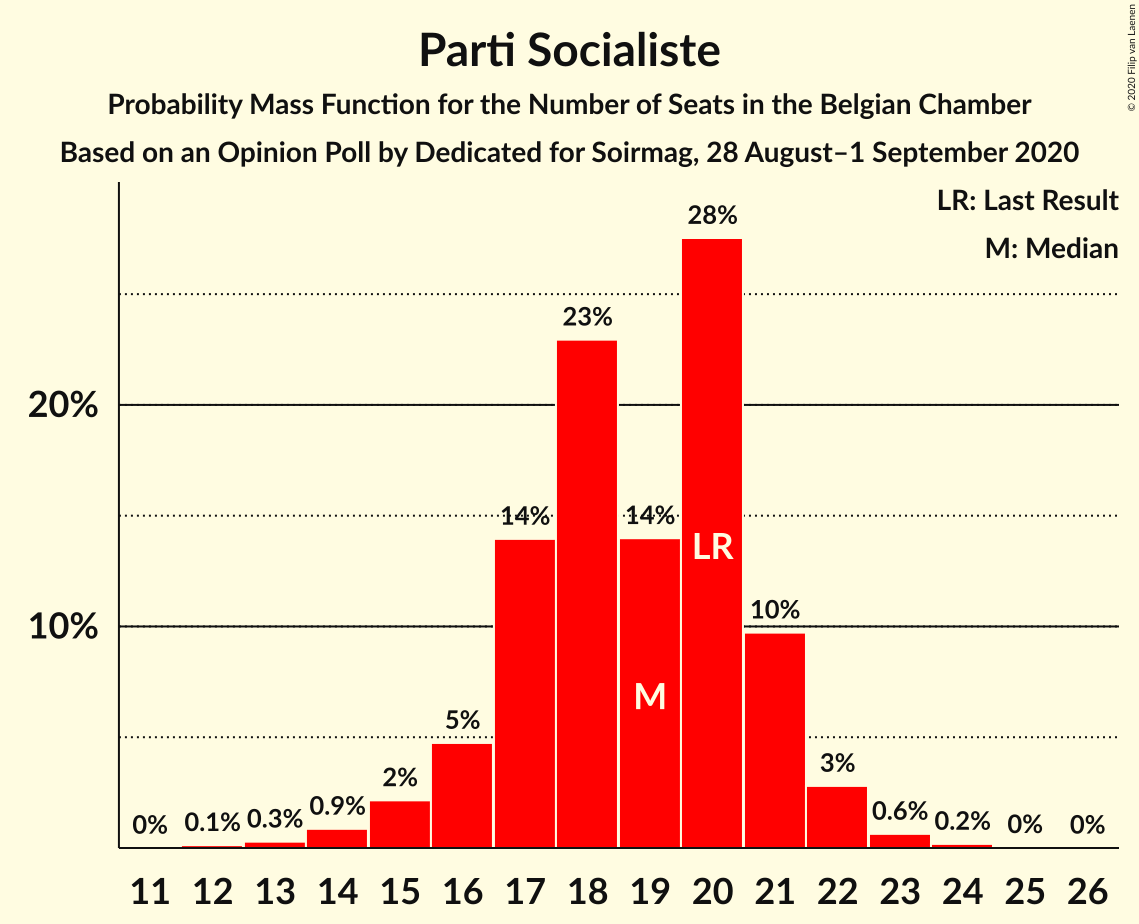 Parti Socialiste
Probability Mass Function for the Number of Seats in the Belgian Chamber
Based on an Opinion Poll by Dedicated for Soirmag, 28 August–1 September 2020
© 2020 Filip van Laenen
LR: Last Result
M: Median
28%
23%
20%
14% 14%
LR
10%
10%
M
5%
3%
2%
0% 0.1% 0.3% 0.9% 0.6% 0.2% 0% 0%
11 12 13 14 15 16 17 18 19 20 21 22 23 24 25 26